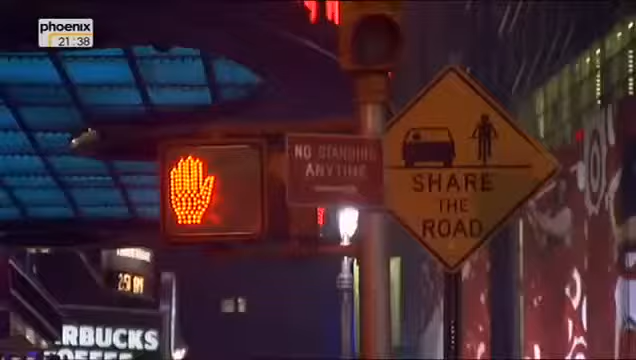 phoenix
21:38
NO STANDING
ANYTIME
SHARE
THE
ROAD
RBUCKS
COFFEE